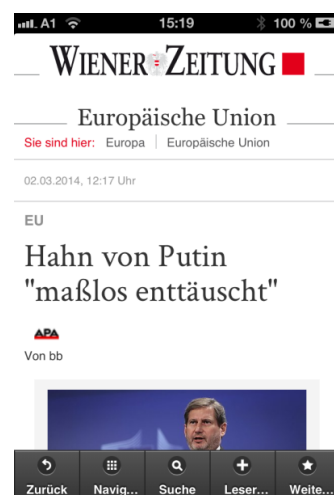 A1 15:19 100 %
WIENER ZEITUNG
Europäische Union
Sie sind hier: Europa Europäische Union
02.03.2014, 12:17 Uhr
EU
Hahn von Putin
"maßlos enttäuscht"
APA
Von bb
Zurück Navig... Suche Leser... Weite...